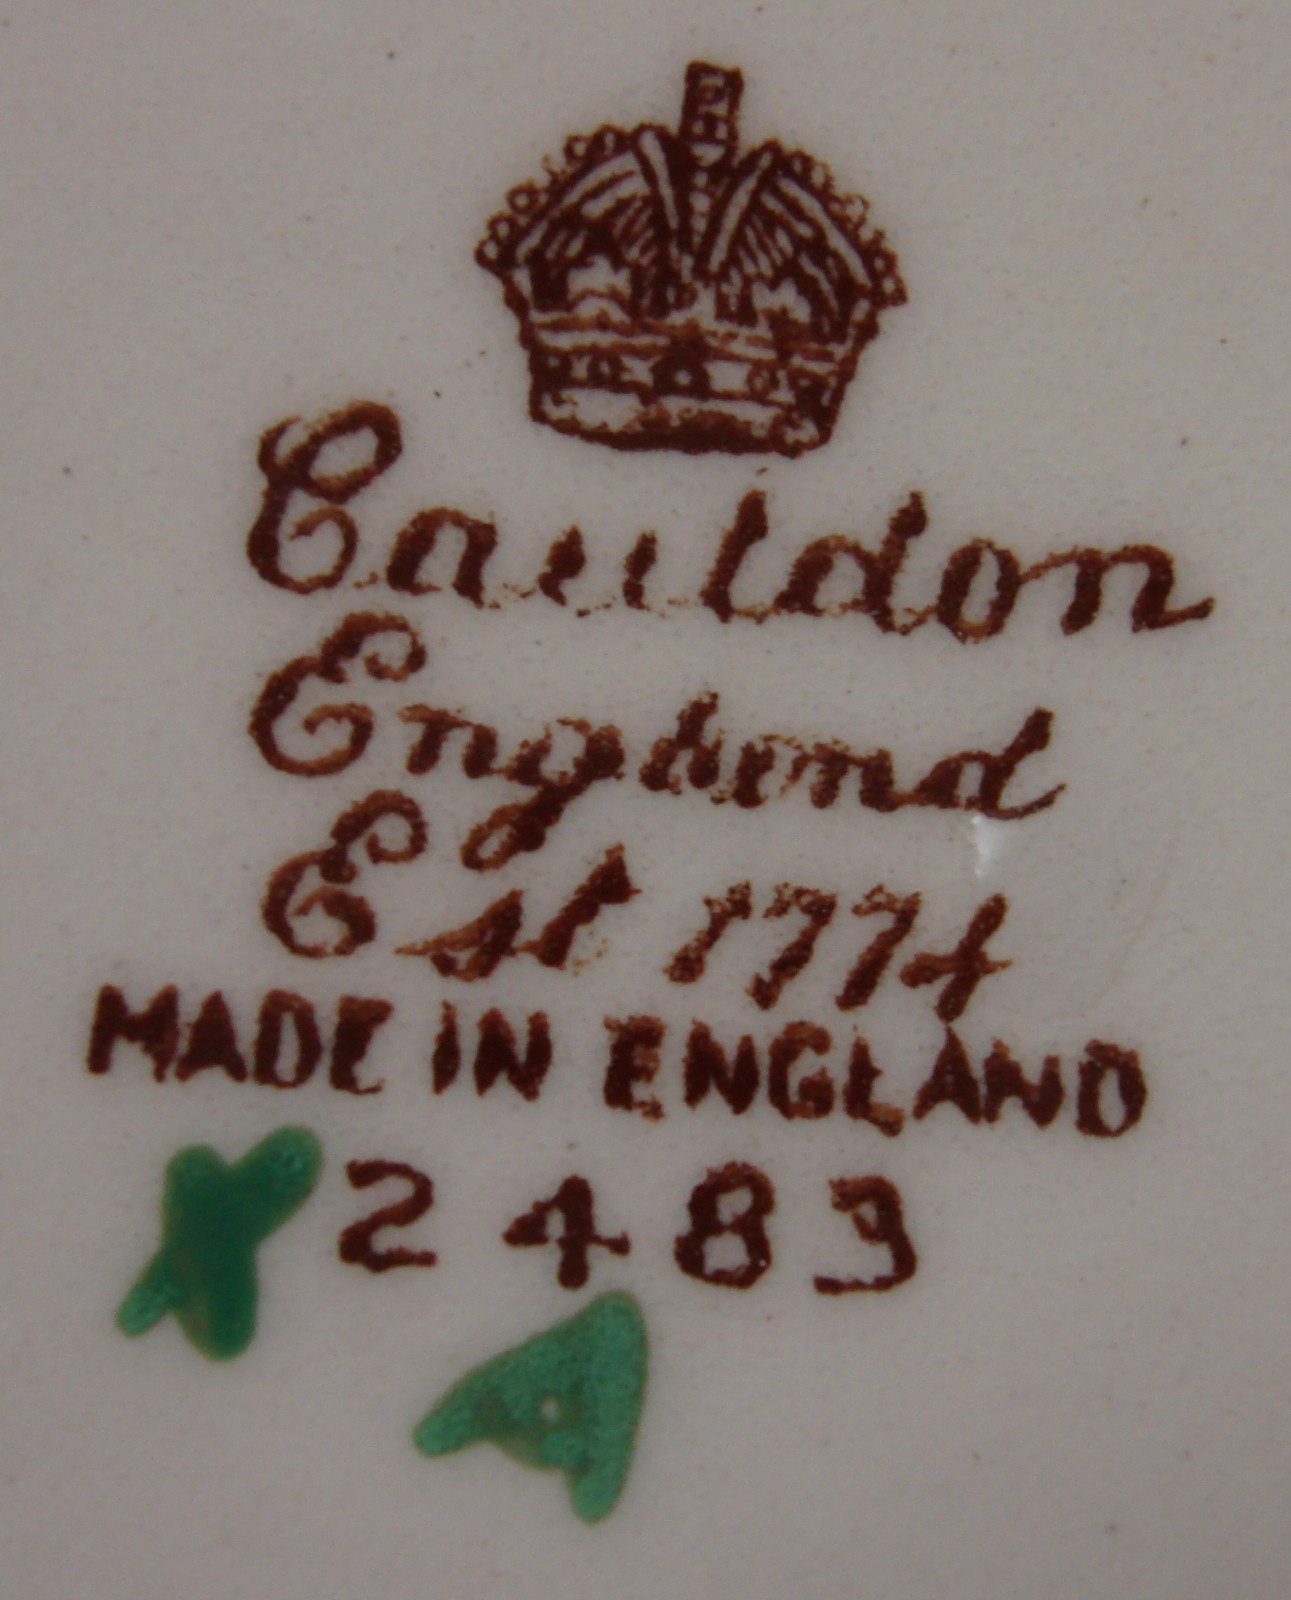 Cauldon
England
Est 1774
MADE IN ENGLAND
X 2483
A